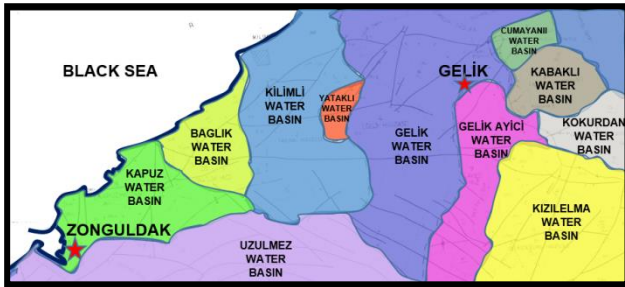 BLACK SEA
CUMAYANII
WATER
BASIN
GELİK
KABAKLI
WATER
BASIN
KİLİMLİ
WATER
BASIN
YATAKLI
WATER
BASIN
KOKURDAN
WATER
BASIN
BAGLIK
WATER
BASIN
GELİK
WATER
BASIN
GELİK AYİCİ
WATER
BASIN
KAPUZ
WATER
BASIN
KIZILELMA
WATER
BASIN
ZONGULDAK
UZULMEZ
WATER
BASIN